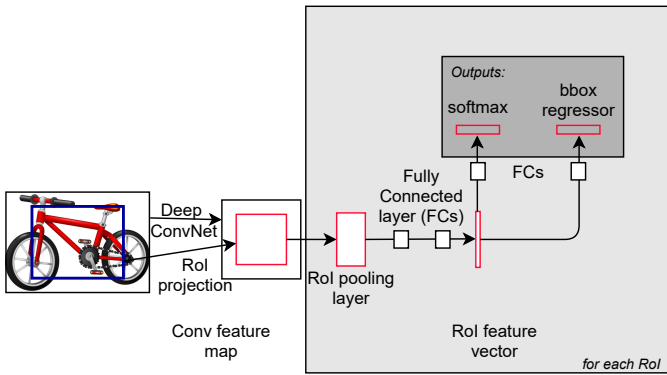 Outputs:
softmax
bbox
regressor
FCs
Fully
Connected
layer (FCs)
Deep
ConvNet
RoI
projection
RoI pooling
layer
Conv feature
map
RoI feature
vector
for each RoI